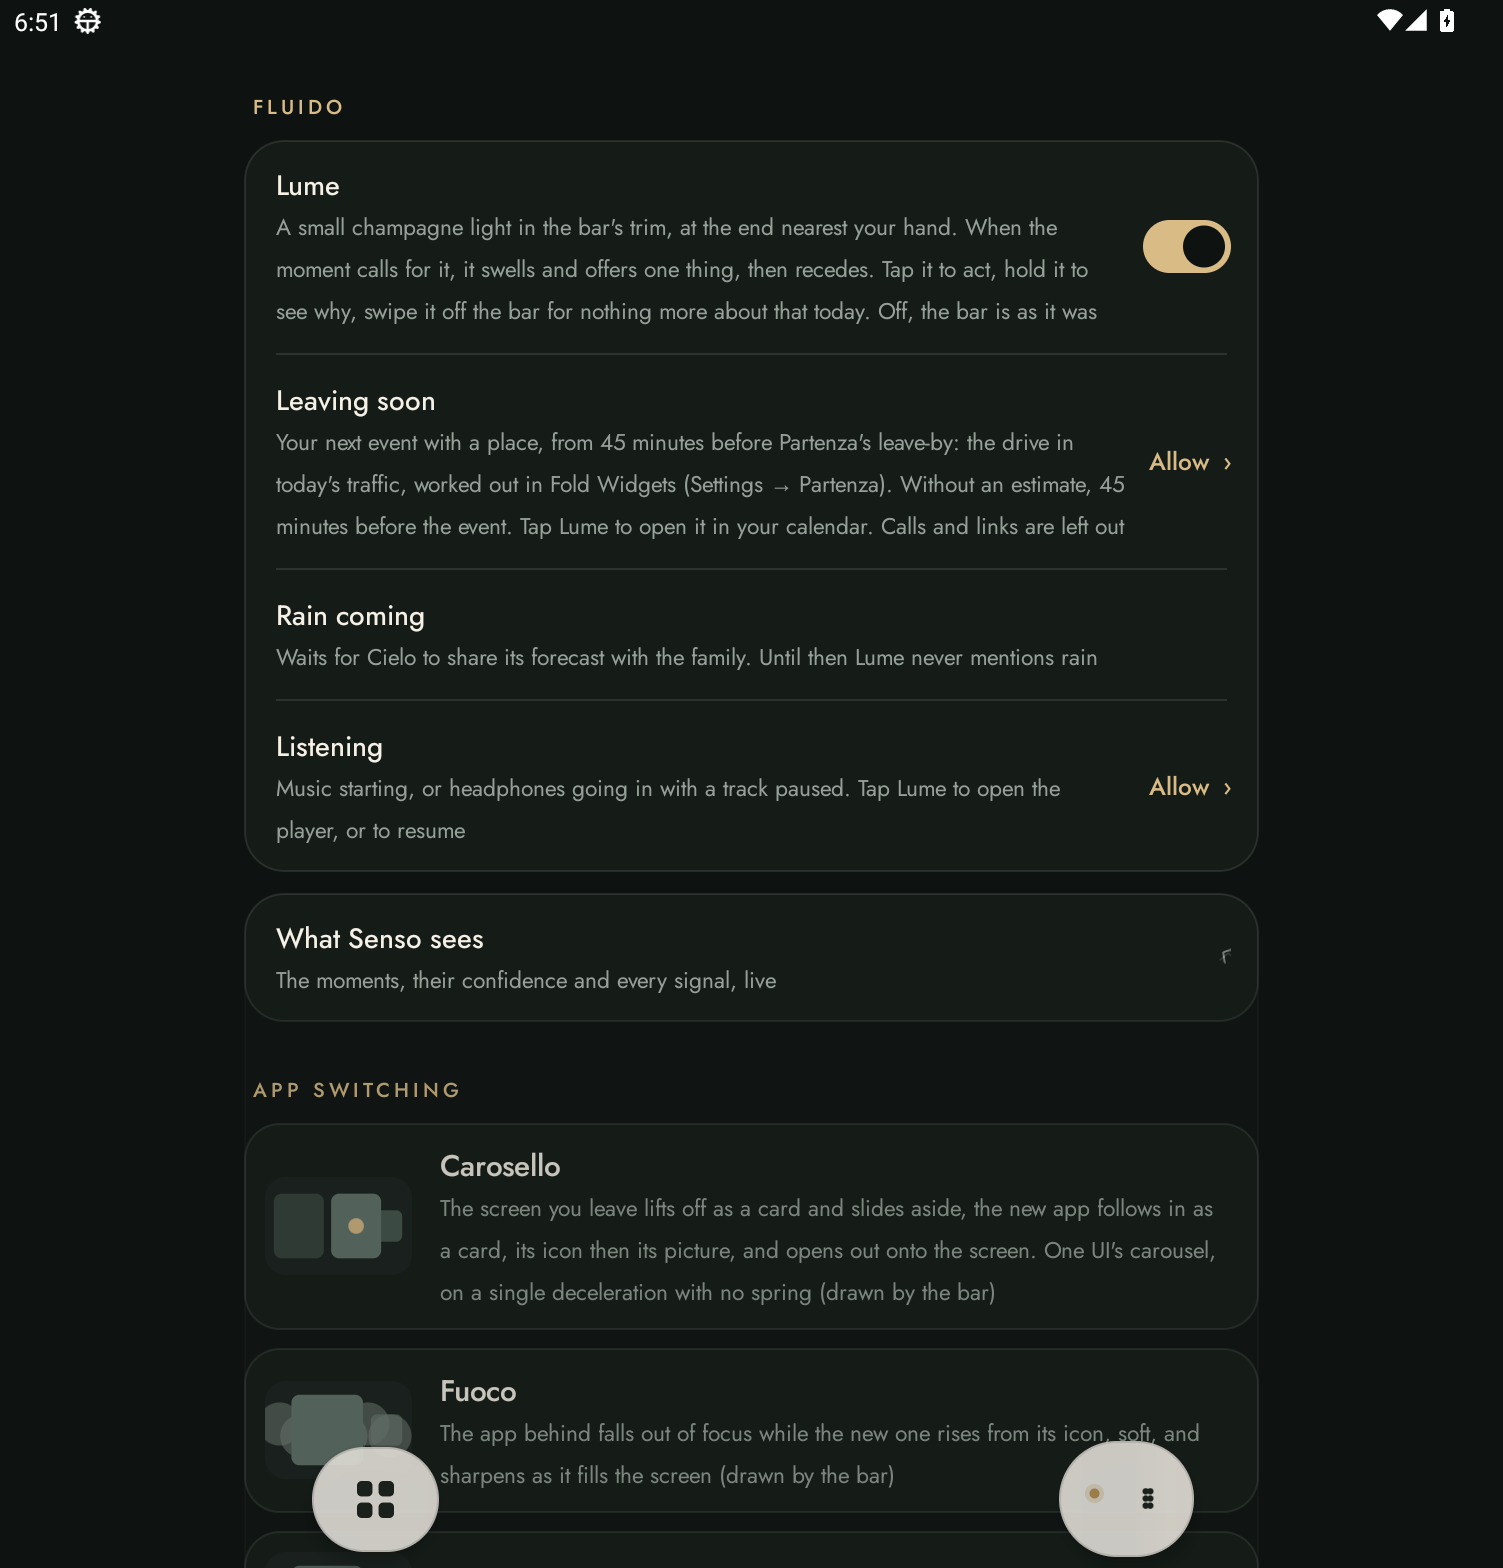 6:51
FLUIDO
Lume
A small champagne light in the bar's trim, at the end nearest your hand. When the
moment calls for it, it swells and offers one thing, then recedes. Tap it to act, hold it to
see why, swipe it off the bar for nothing more about that today. Off, the bar is as it was
Leaving soon
Your next event with a place, from 45 minutes before Partenza's leave-by: the drive in
today's traffic, worked out in Fold Widgets (Settings → Partenza). Without an estimate, 45
minutes before the event. Tap Lume to open it in your calendar. Calls and links are left out
Allow ›
Rain coming
Waits for Cielo to share its forecast with the family. Until then Lume never mentions rain
Listening
Music starting, or headphones going in with a track paused. Tap Lume to open the
player, or to resume
Allow ›
What Senso sees
The moments, their confidence and every signal, live
APP SWITCHING
Carosello
The screen you leave lifts off as a card and slides aside, the new app follows in as
a card, its icon then its picture, and opens out onto the screen. One UI's carousel,
on a single deceleration with no spring (drawn by the bar)
Fuoco
The app behind falls out of focus while the new one rises from its icon, soft, and
sharpens as it fills the screen (drawn by the bar)